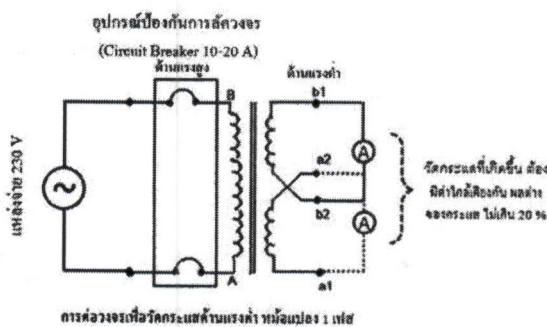 อุปกรณ์ป้องกันการลัดวงจร
(Circuit Breaker 10-20 A)
ด้านแรงสูง
ด้านแรงต่ำ
B
b1
A
a2
แหล่งจ่าย 230 V
วัดกระแสที่เกิดขึ้น ต้อง
มีค่าใกล้เคียงกัน ผลต่าง
ของกระแส ไม่เกิน 20 %
b2
A
A
a1
การต่อวงจรเพื่อวัดกระแสด้านแรงต่ำ หม้อแปลง 1 เฟส